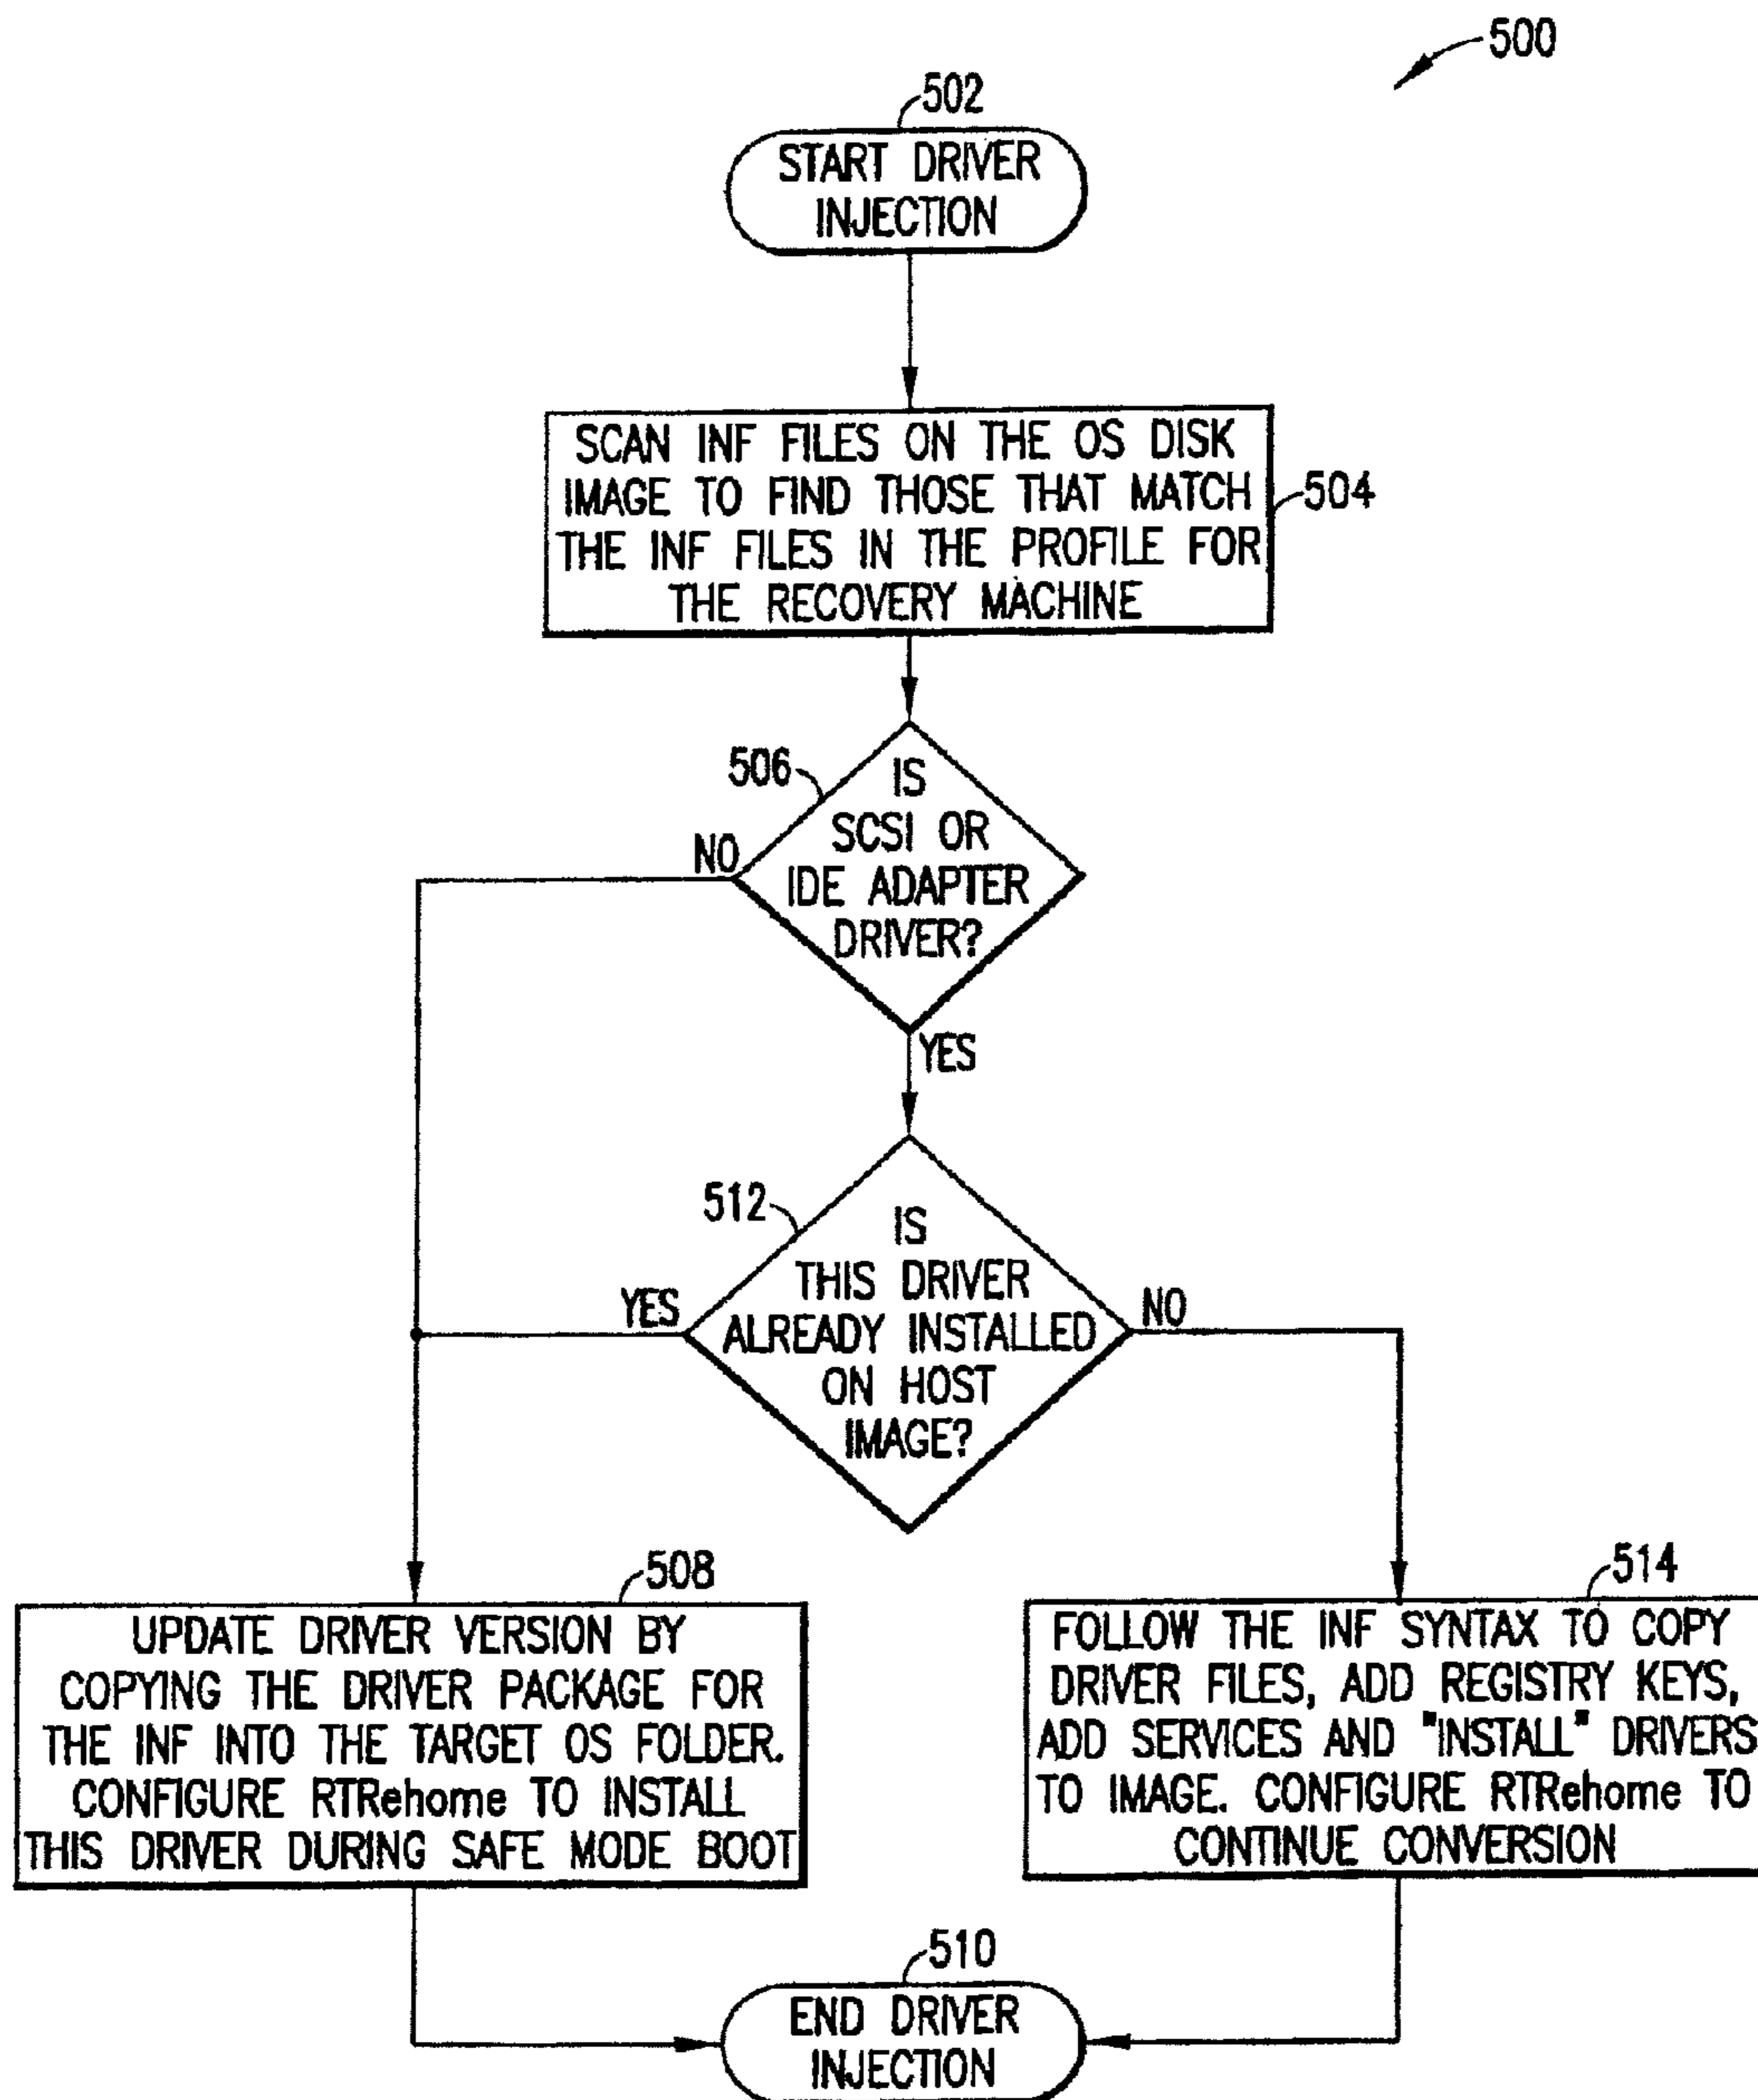 500
502
START DRIVER
INJECTION
SCAN INF FILES ON THE OS DISK
IMAGE TO FIND THOSE THAT MATCH
THE INF FILES IN THE PROFILE FOR
THE RECOVERY MACHINE
504
506
IS
SCSI OR
IDE ADAPTER
DRIVER?
NO
YES
512
IS
THIS DRIVER
ALREADY INSTALLED
ON HOST
IMAGE?
YES
NO
508
UPDATE DRIVER VERSION BY
COPYING THE DRIVER PACKAGE FOR
THE INF INTO THE TARGET OS FOLDER.
CONFIGURE RTRehome TO INSTALL
THIS DRIVER DURING SAFE MODE BOOT
514
FOLLOW THE INF SYNTAX TO COPY
DRIVER FILES, ADD REGISTRY KEYS,
ADD SERVICES AND "INSTALL" DRIVERS
TO IMAGE. CONFIGURE RTRehome TO
CONTINUE CONVERSION
510
END DRIVER
INJECTION